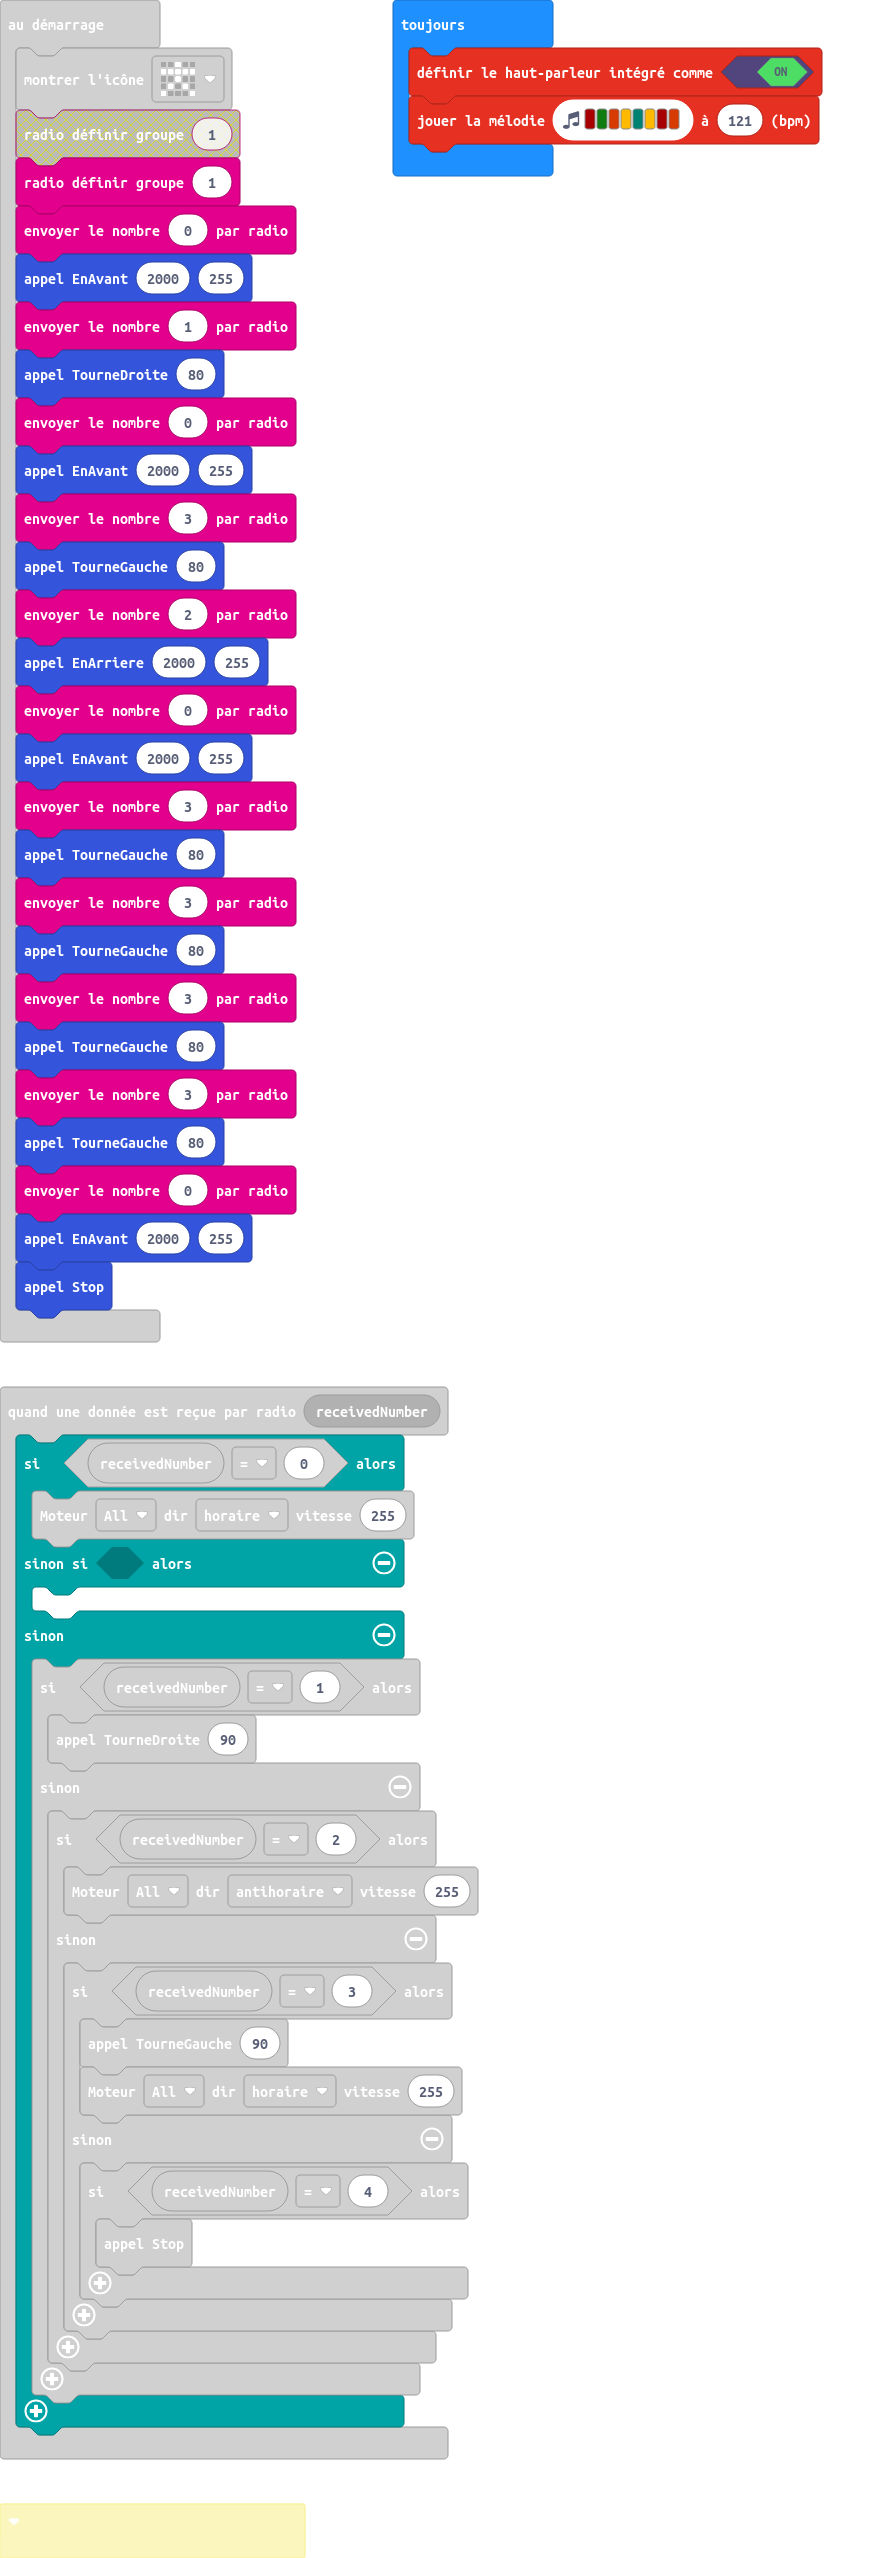 au démarrage
montrer l'icône
radio définir groupe 1
radio définir groupe 1
envoyer le nombre 0 par radio
appel EnAvant 2000 255
envoyer le nombre 1 par radio
appel TourneDroite 80
envoyer le nombre 0 par radio
appel EnAvant 2000 255
envoyer le nombre 3 par radio
appel TourneGauche 80
envoyer le nombre 2 par radio
appel EnArriere 2000 255
envoyer le nombre 0 par radio
appel EnAvant 2000 255
envoyer le nombre 3 par radio
appel TourneGauche 80
envoyer le nombre 3 par radio
appel TourneGauche 80
envoyer le nombre 3 par radio
appel TourneGauche 80
envoyer le nombre 3 par radio
appel TourneGauche 80
envoyer le nombre 0 par radio
appel EnAvant 2000 255
appel Stop
toujours
définir le haut-parleur intégré comme ON
jouer la mélodie à 121 (bpm)
quand une donnée est reçue par radio receivedNumber
si receivedNumber = 0 alors
Moteur All dir horaire vitesse 255
sinon si alors
sinon
si receivedNumber = 1 alors
appel TourneDroite 90
sinon
si receivedNumber = 2 alors
Moteur All dir antihoraire vitesse 255
sinon
si receivedNumber = 3 alors
appel TourneGauche 90
Moteur All dir horaire vitesse 255
sinon
si receivedNumber = 4 alors
appel Stop